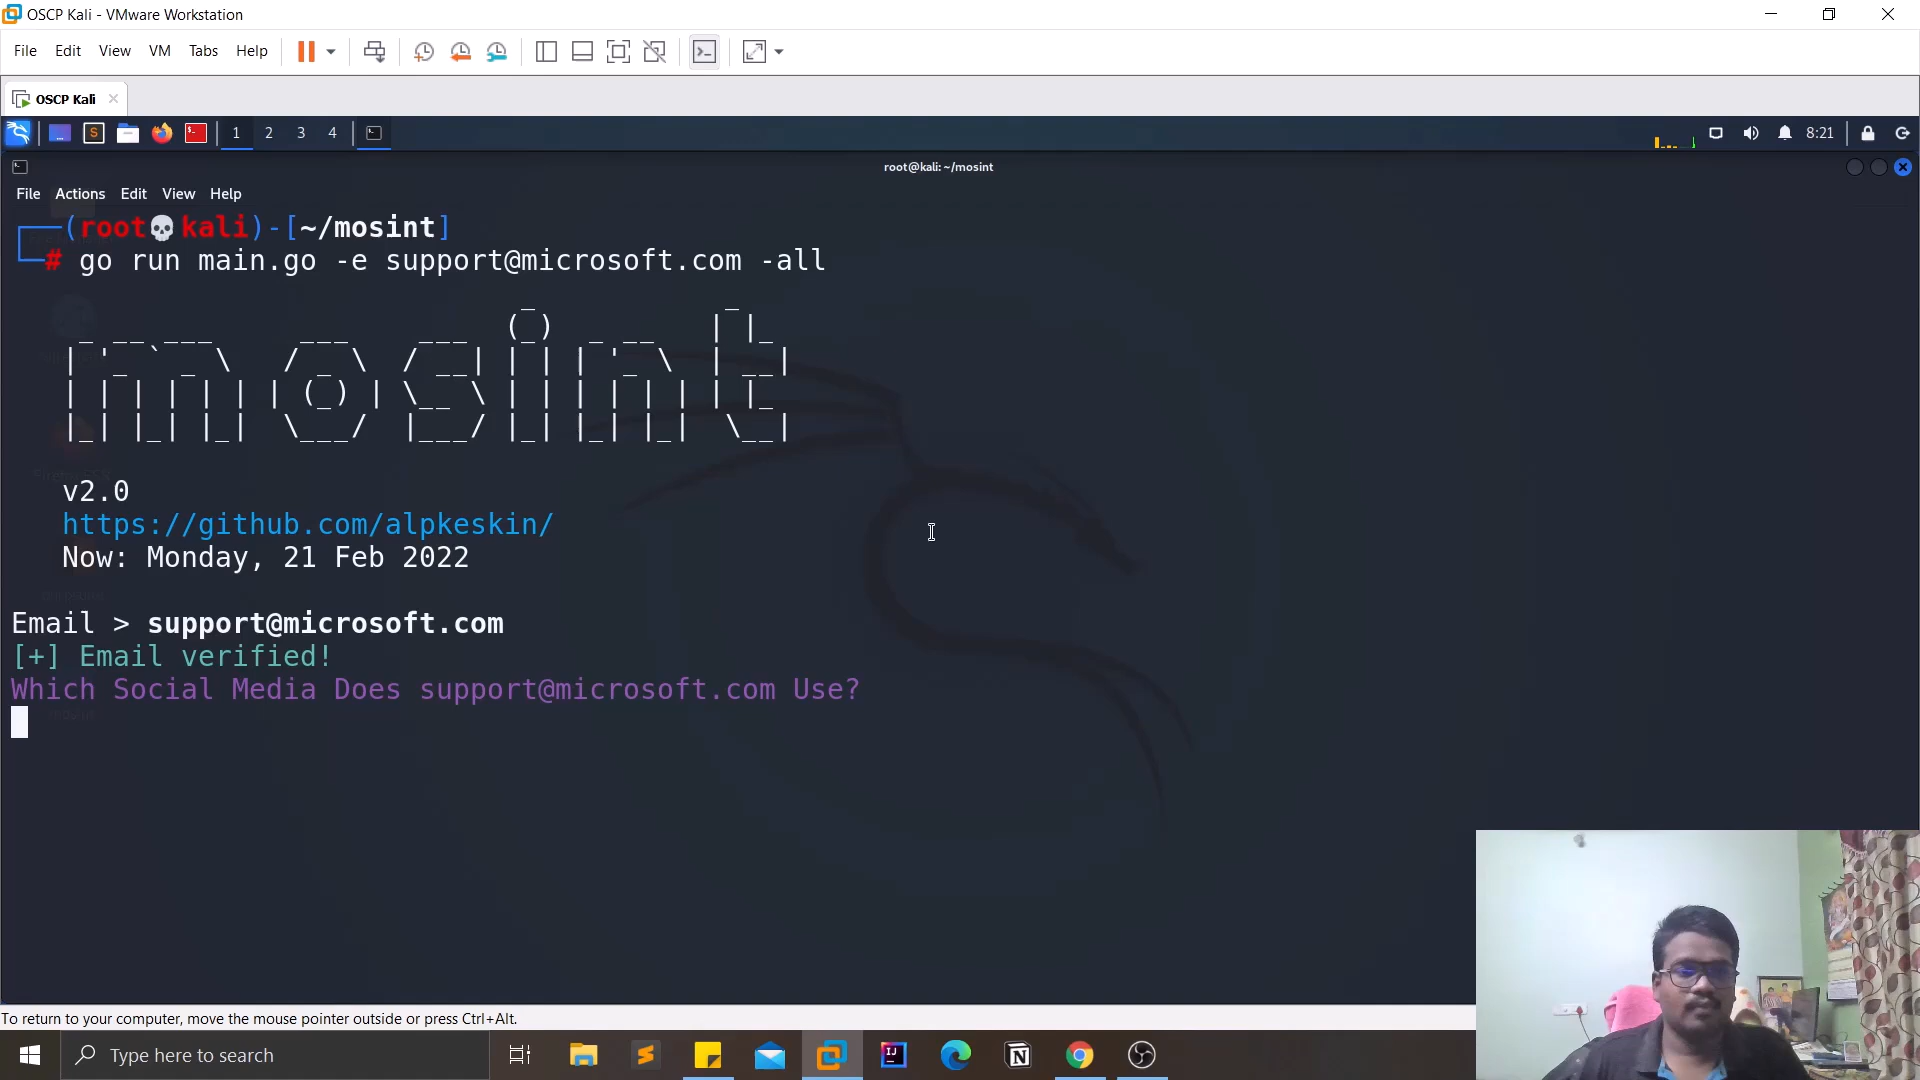 OSCP Kali - VMware Workstation
File Edit View VM Tabs Help
OSCP Kali
1 2 3 4 8:21
root@kali: ~/mosint
File Actions Edit View Help
(root💀kali)-[~/mosint]
# go run main.go -e support@microsoft.com -all
mosint
v2.0
https://github.com/alpkeskin/
Now: Monday, 21 Feb 2022
Email > support@microsoft.com
[+] Email verified!
Which Social Media Does support@microsoft.com Use?
To return to your computer, move the mouse pointer outside or press Ctrl+Alt.
Type here to search